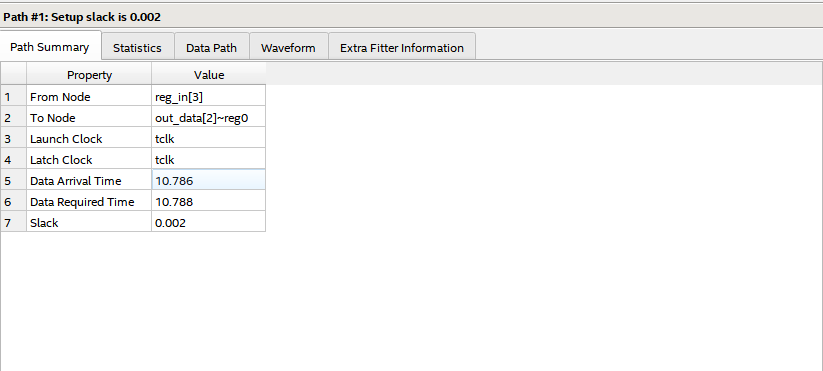 Path #1: Setup slack is 0.002
Path Summary Statistics Data Path Waveform Extra Fitter Information
Property Value
1 From Node reg_in[3]
2 To Node out_data[2]~reg0
3 Launch Clock tclk
4 Latch Clock tclk
5 Data Arrival Time 10.786
6 Data Required Time 10.788
7 Slack 0.002